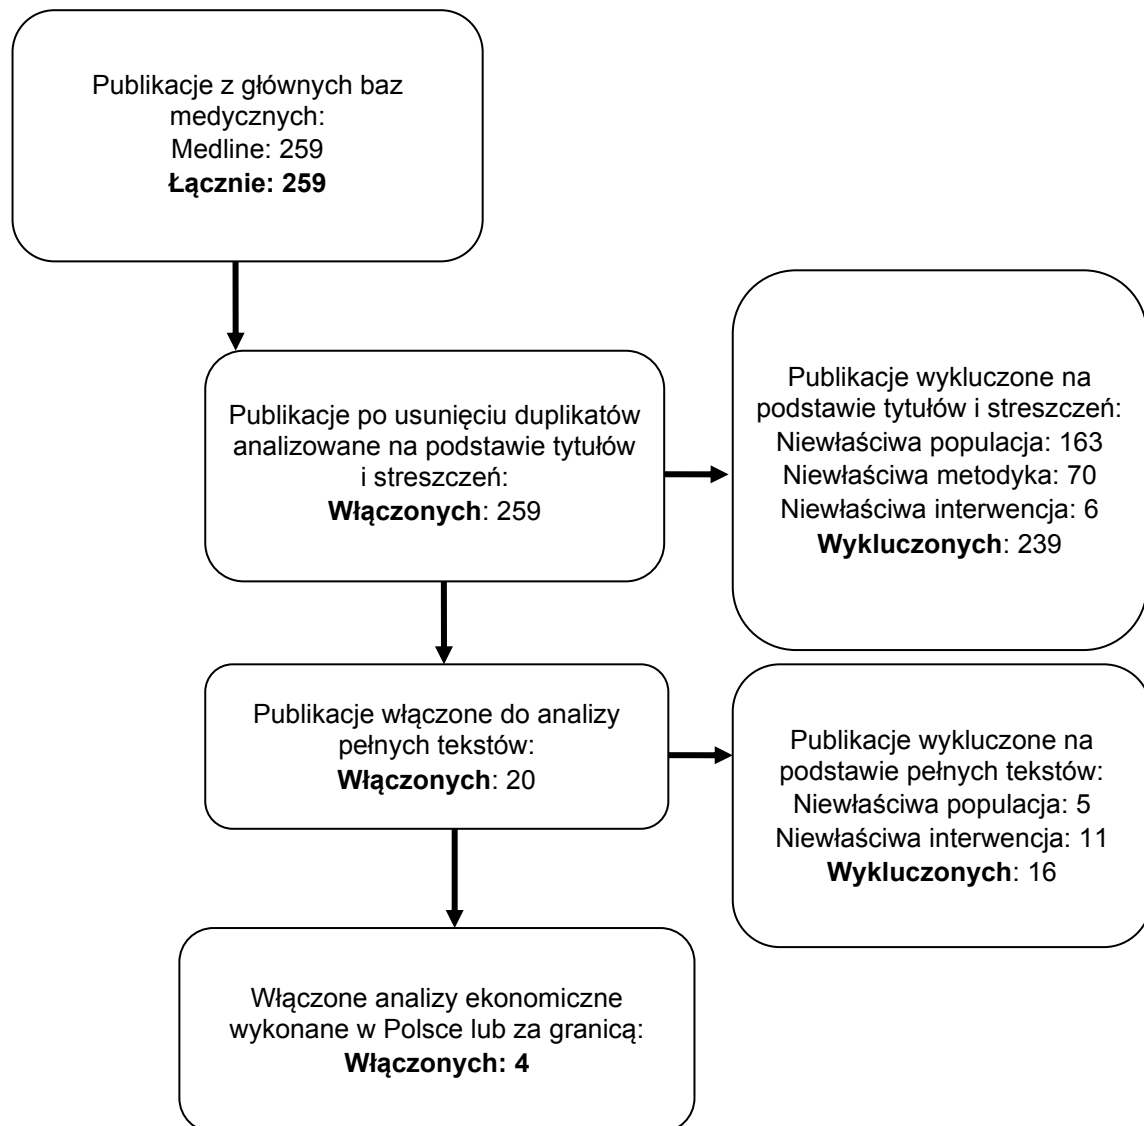 Publikacje z głównych baz
medycznych:
Medline: 259
Łącznie: 259
Publikacje po usunięciu duplikatów
analizowane na podstawie tytułów
i streszczeń:
Włączonych: 259
Publikacje wykluczone na
podstawie tytułów i streszczeń:
Niewłaściwa populacja: 163
Niewłaściwa metodyka: 70
Niewłaściwa interwencja: 6
Wykluczonych: 239
Publikacje włączone do analizy
pełnych tekstów:
Włączonych: 20
Publikacje wykluczone na
podstawie pełnych tekstów:
Niewłaściwa populacja: 5
Niewłaściwa interwencja: 11
Wykluczonych: 16
Włączone analizy ekonomiczne
wykonane w Polsce lub za granicą:
Włączonych: 4